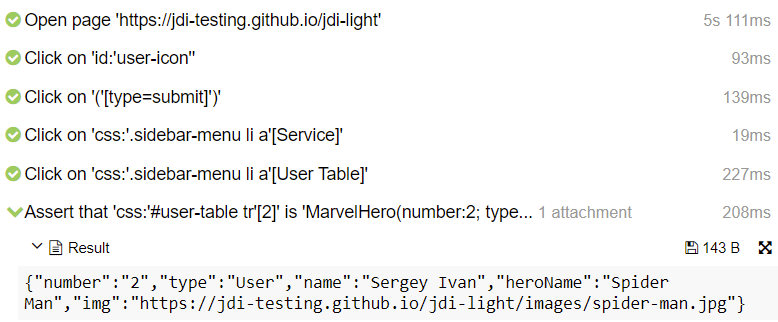 Open page 'https://jdi-testing.github.io/jdi-light' 5s 111ms
Click on 'id:'user-icon'' 93ms
Click on '('[type=submit]')' 139ms
Click on 'css:'.sidebar-menu li a'[Service]' 19ms
Click on 'css:'.sidebar-menu li a'[User Table]' 227ms
Assert that 'css:'#user-table tr'[2]' is 'MarvelHero(number:2; type... 1 attachment 208ms
Result 143 B
{"number":"2","type":"User","name":"Sergey Ivan","heroName":"Spider
Man","img":"https://jdi-testing.github.io/jdi-light/images/spider-man.jpg"}